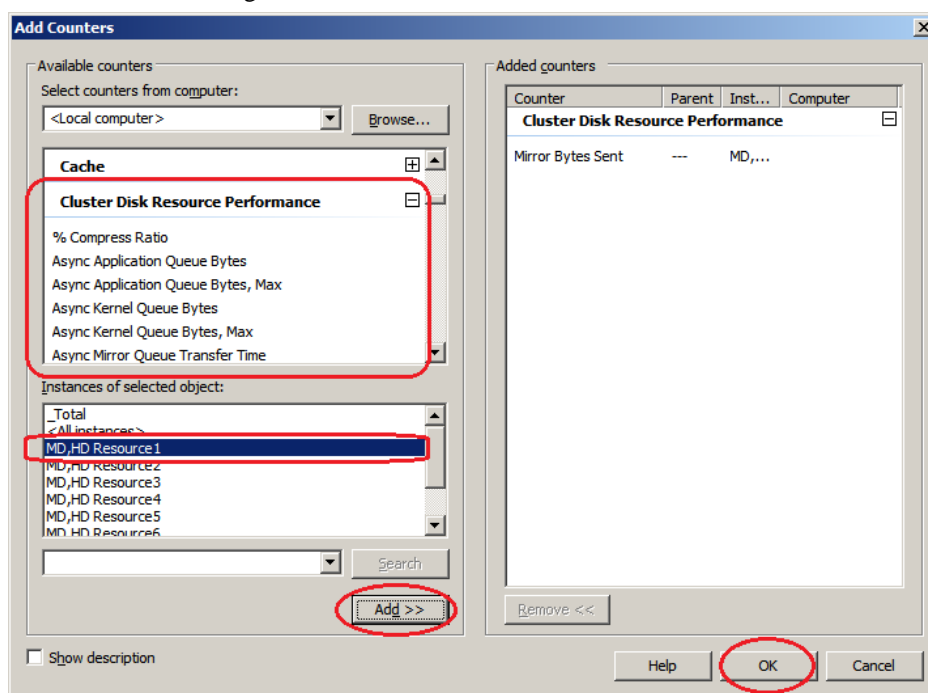 Add Counters
Available counters
Select counters from computer:
<Local computer>
Browse...
Cache
Cluster Disk Resource Performance
% Compress Ratio
Async Application Queue Bytes
Async Application Queue Bytes, Max
Async Kernel Queue Bytes
Async Kernel Queue Bytes, Max
Async Mirror Queue Transfer Time
Instances of selected object:
_Total
<All instances>
MD,HD Resource1
MD,HD Resource2
MD,HD Resource3
MD,HD Resource4
MD,HD Resource5
MD,HD Resource6
Search
Add >>
Show description
Added counters
Counter Parent Inst... Computer
Cluster Disk Resource Performance
Mirror Bytes Sent --- MD,...
Remove <<
Help OK Cancel